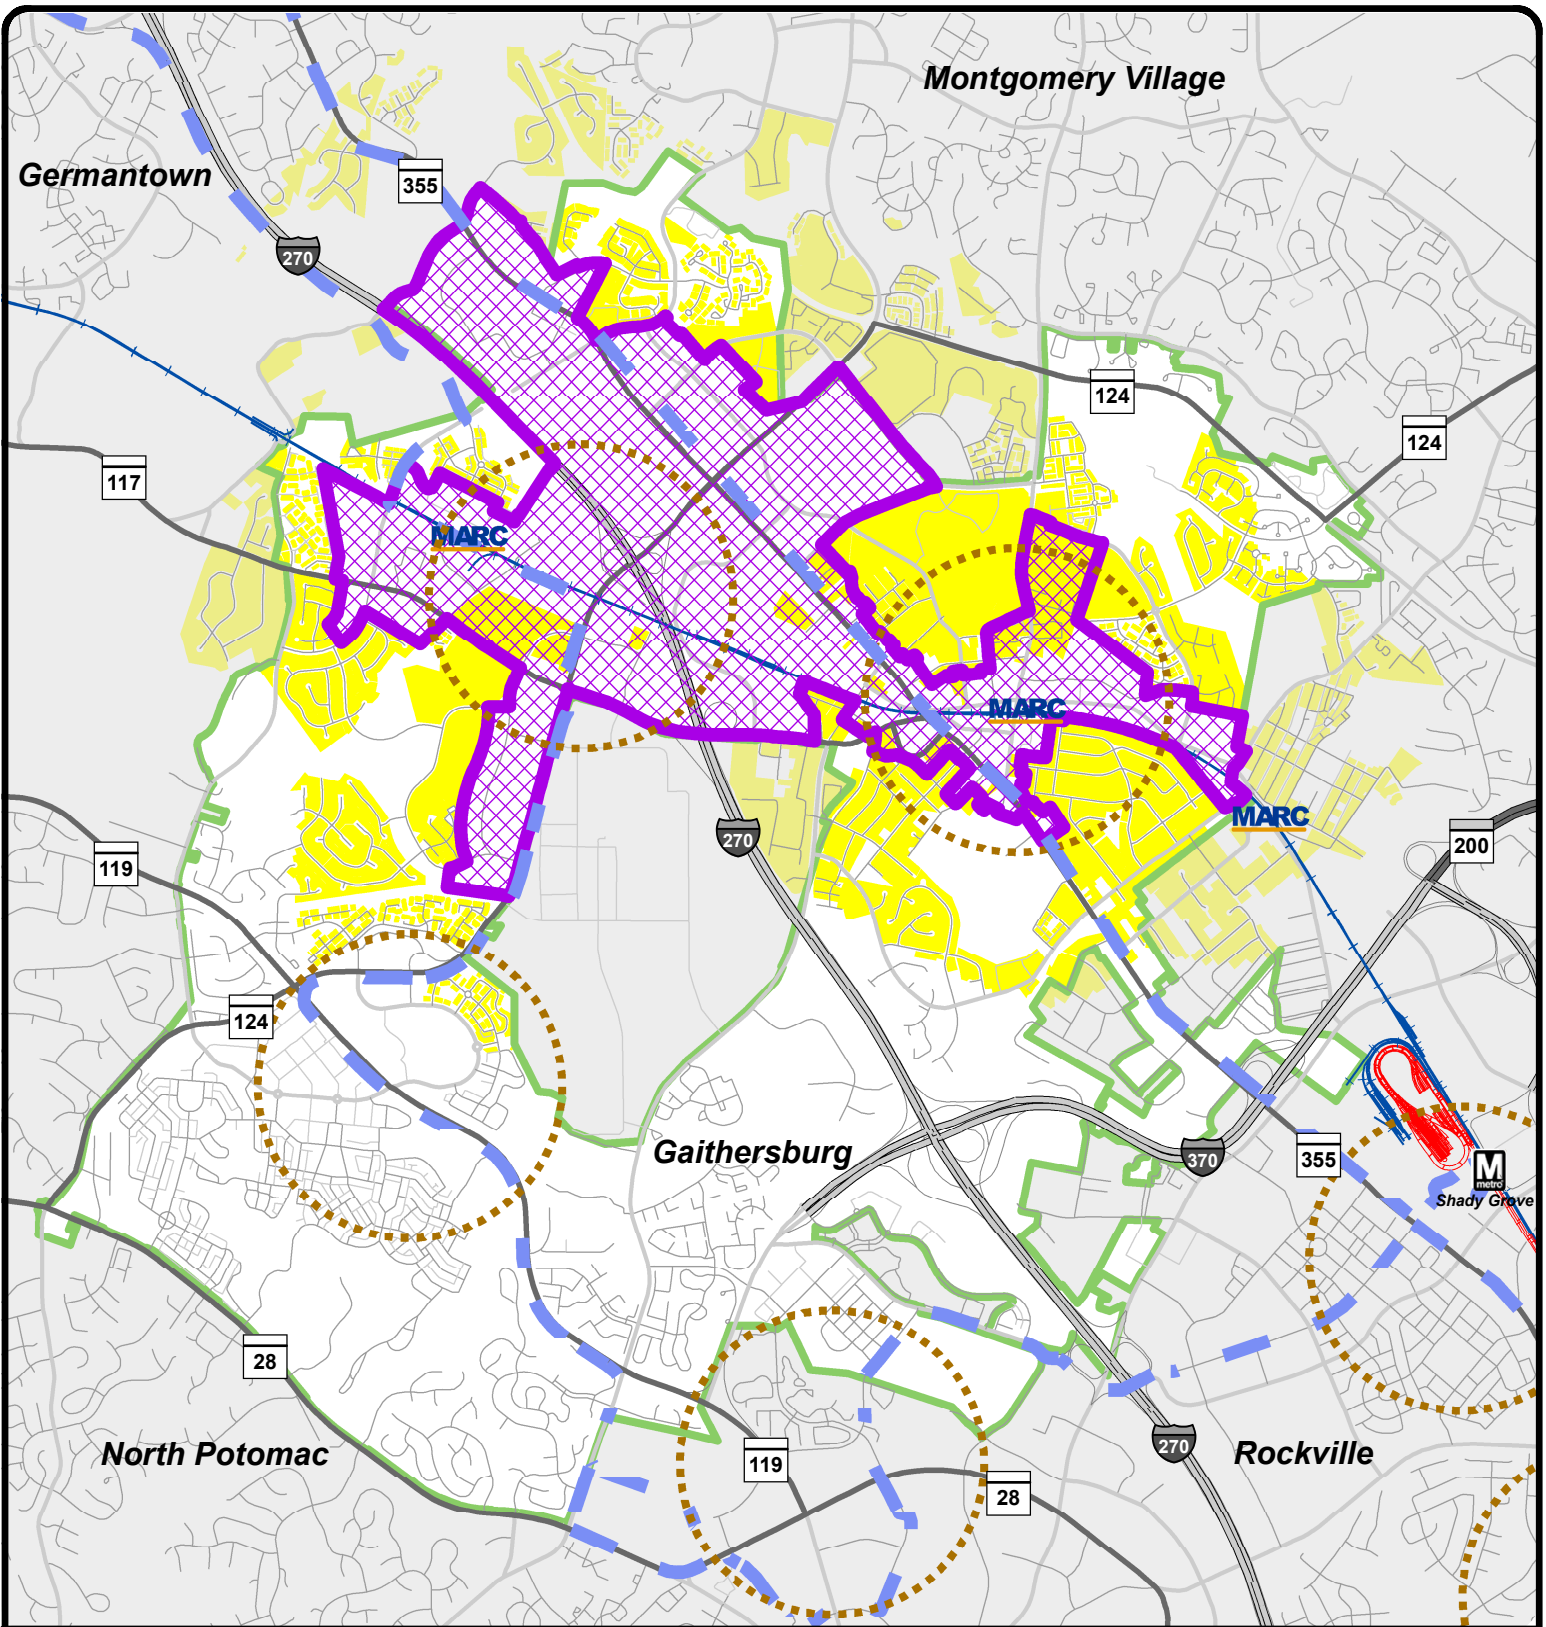 Montgomery Village
Germantown
355
270
124
124
117
MARC
MARC
MARC
270
200
119
124
Gaithersburg
370
355
M
metro
Shady Grove
28
North Potomac
270
Rockville
119
28